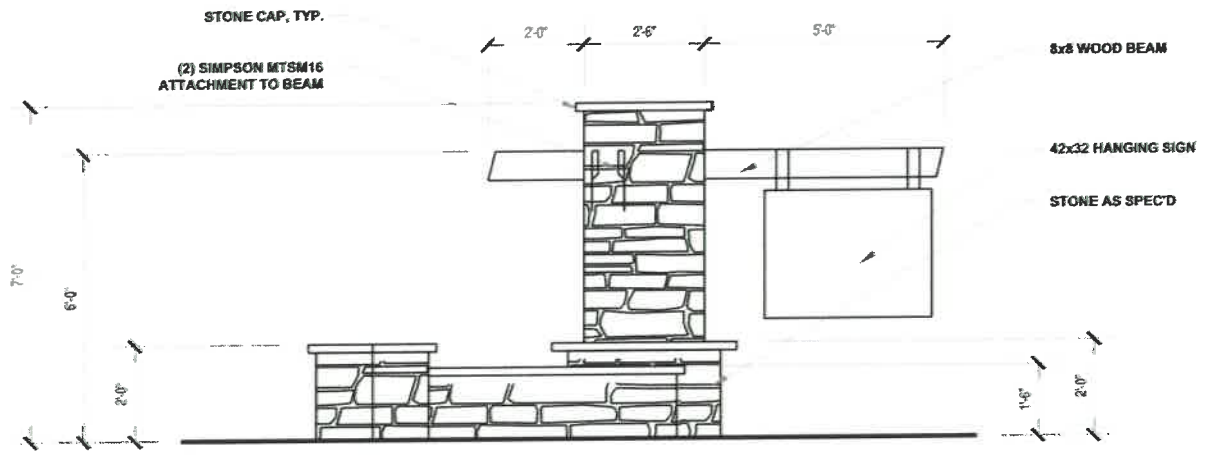 STONE CAP, TYP.
2'-0"
2'-6"
5'-0"
8x8 WOOD BEAM
(2) SIMPSON MTSM16
ATTACHMENT TO BEAM
42x32 HANGING SIGN
STONE AS SPEC'D
7'-0"
6'-0"
2'-0"
1'-6"
2'-0"